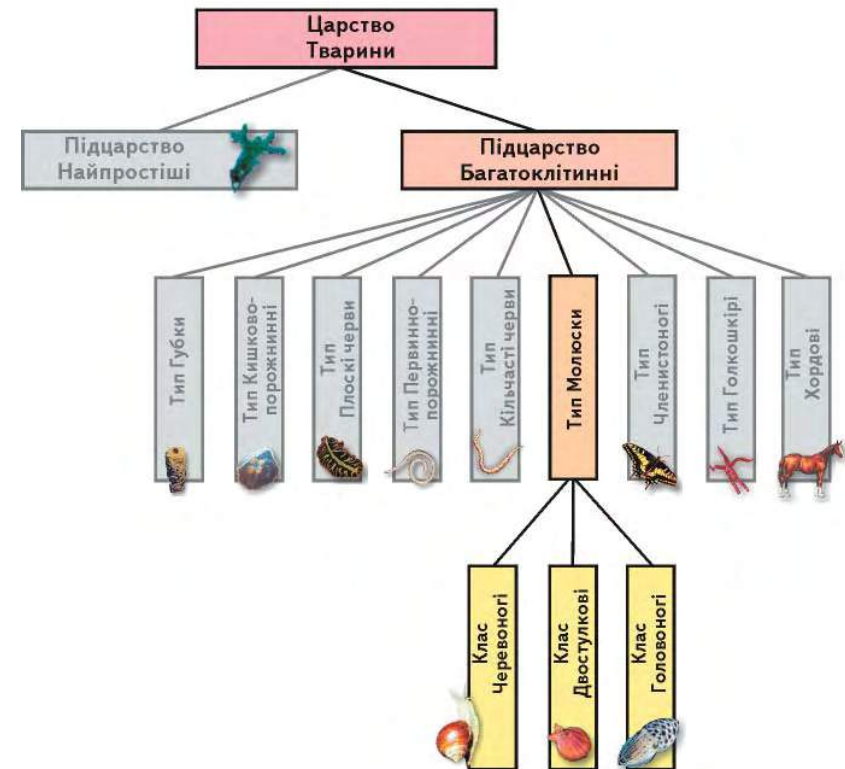 Царство
Тварини
Підцарство
Найпростіші
Підцарство
Багатоклітинні
Тип Губки
Тип Кишково-
порожнинні
Тип
Плоскі черви
Тип Первинно-
порожнинні
Тип
Кільчасті черви
Тип Молюски
Тип
Членистоногі
Тип Голкошкірі
Тип
Хордові
Клас
Черевоногі
Клас
Двостулкові
Клас
Головоногі